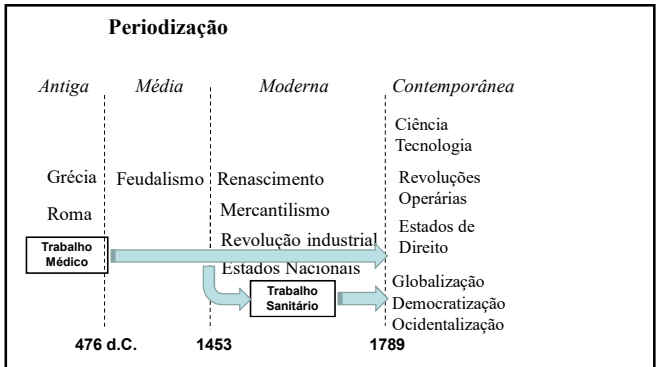 Periodização
Antiga Média Moderna Contemporânea
Ciência
Tecnologia
Grécia Feudalismo Renascimento Revoluções
Operárias
Roma Mercantilismo
Estados de
Direito
Trabalho
Médico
Revolução industrial
Estados Nacionais
Trabalho
Sanitário
Globalização
Democratização
Ocidentalização
476 d.C. 1453 1789